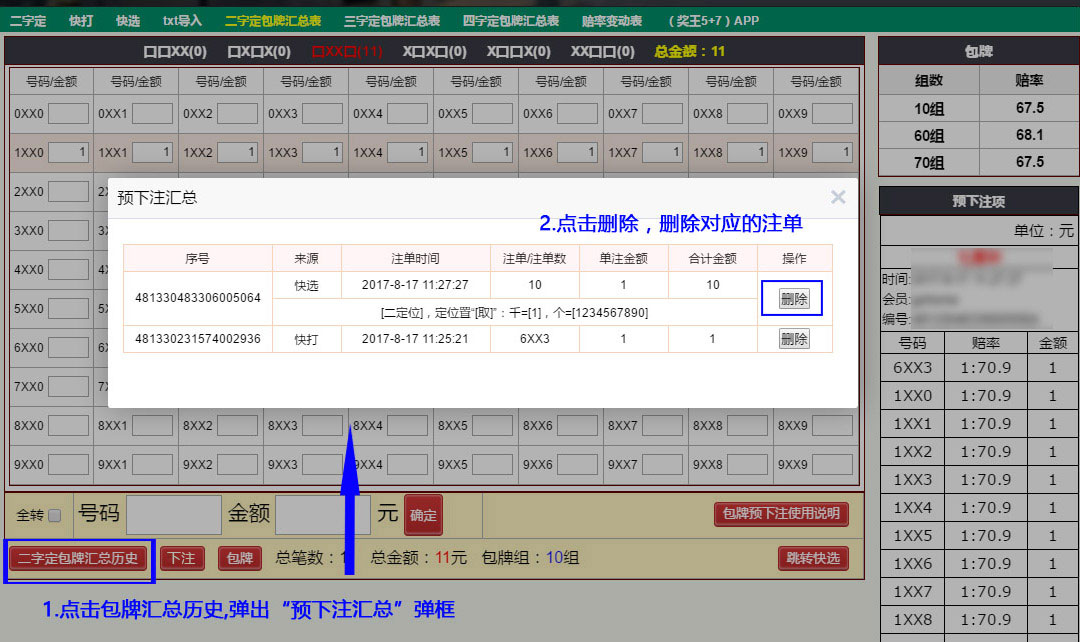 二字定 快打 快选 txt导入 二字定包牌汇总表 三字定包牌汇总表 四字定包牌汇总表 赔率变动表 （奖王5+7）APP
口口XX(0) 口X口X(0) 口XX口(11) X口X口(0) X口口X(0) XX口口(0) 总金额：11
号码/金额 号码/金额 号码/金额 号码/金额 号码/金额 号码/金额 号码/金额 号码/金额 号码/金额 号码/金额
0XX0 0XX1 0XX2 0XX3 0XX4 0XX5 0XX6 0XX7 0XX8 0XX9
1XX0 1 1XX1 1 1XX2 1 1XX3 1 1XX4 1 1XX5 1 1XX6 1 1XX7 1 1XX8 1 1XX9 1
2XX0
3XX0
4XX0
5XX0
6XX0
7XX0
8XX0 8XX1 8XX2 8XX3 8XX4 8XX5 8XX6 8XX7 8XX8 8XX9
9XX0 9XX1 9XX2 9XX3 9XX4 9XX5 9XX6 9XX7 9XX8 9XX9
预下注汇总 ×
2.点击删除，删除对应的注单
序号 来源 注单时间 注单/注单数 单注金额 合计金额 操作
481330483306005064 快选 2017-8-17 11:27:27 10 1 10 删除
[二定位]，定位置“[取]”：千=[1]，个=[1234567890]
481330231574002936 快打 2017-8-17 11:25:21 6XX3 1 1 删除
全转 号码 金额 元 确定 包牌预下注使用说明
二字定包牌汇总历史 下注 包牌 总笔数：1 总金额：11元 包牌组：10组 跳转快选
1.点击包牌汇总历史,弹出“预下注汇总”弹框
包牌
组数 赔率
10组 67.5
60组 68.1
70组 67.5
预下注项
单位：元
时间:
会员:
编号:
号码 赔率 金额
6XX3 1:70.9 1
1XX0 1:70.9 1
1XX1 1:70.9 1
1XX2 1:70.9 1
1XX3 1:70.9 1
1XX4 1:70.9 1
1XX5 1:70.9 1
1XX6 1:70.9 1
1XX7 1:70.9 1
1XX8 1:70.9 1